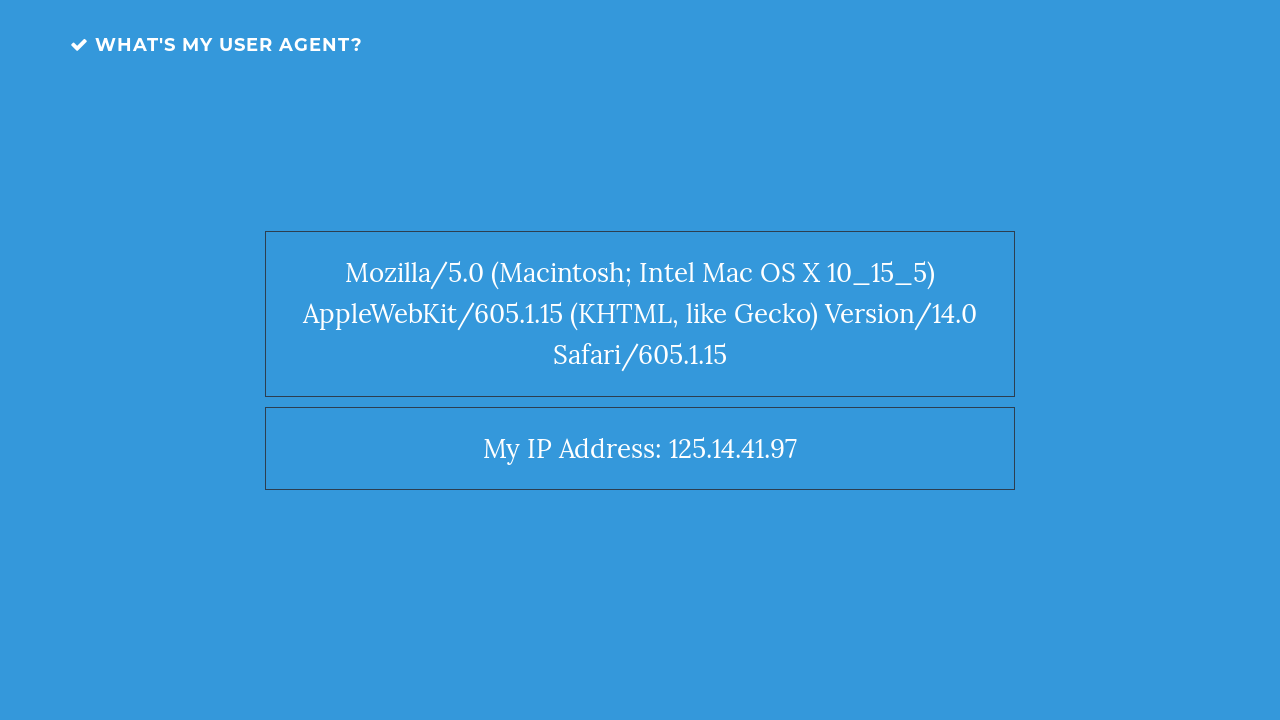 WHAT'S MY USER AGENT?
Mozilla/5.0 (Macintosh; Intel Mac OS X 10_15_5)
AppleWebKit/605.1.15 (KHTML, like Gecko) Version/14.0
Safari/605.1.15
My IP Address: 125.14.41.97